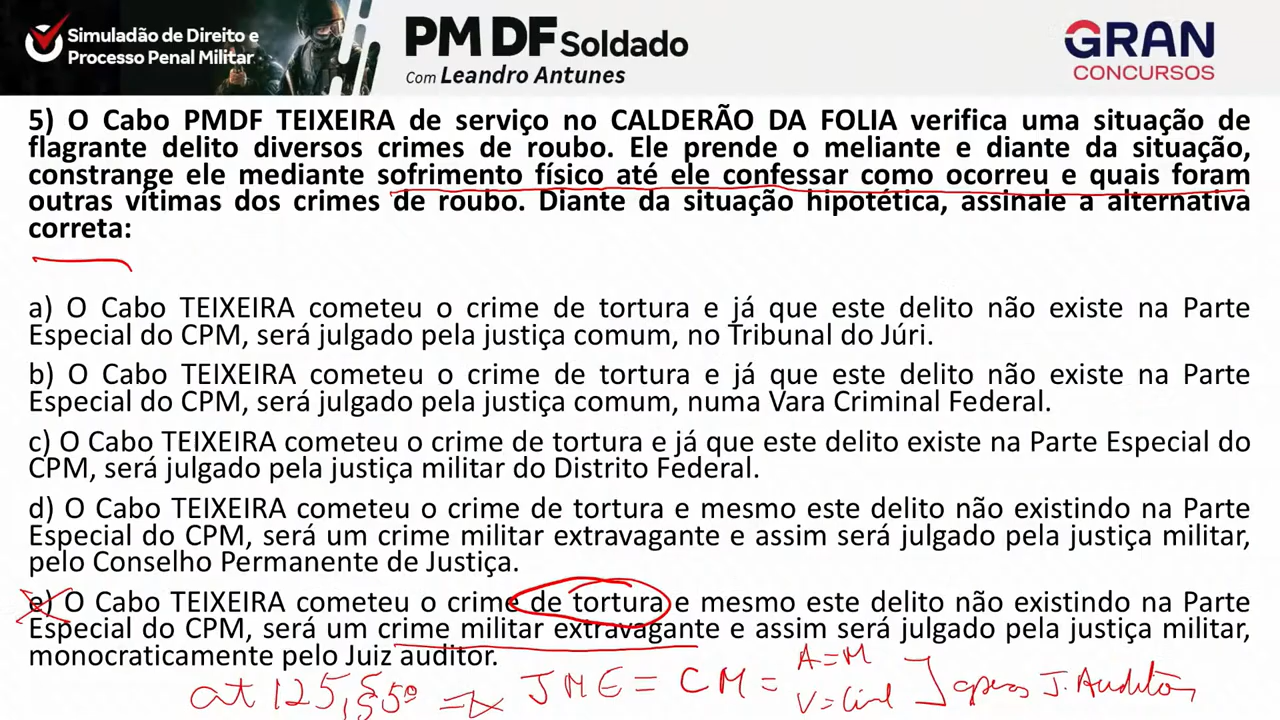 Simuladão de Direito e
Processo Penal Militar
PM DF Soldado
Com Leandro Antunes
GRAN
CONCURSOS
5) O Cabo PMDF TEIXEIRA de serviço no CALDERÃO DA FOLIA verifica uma situação de
flagrante delito diversos crimes de roubo. Ele prende o meliante e diante da situação,
constrange ele mediante sofrimento físico até ele confessar como ocorreu e quais foram
outras vítimas dos crimes de roubo. Diante da situação hipotética, assinale a alternativa
correta:
a) O Cabo TEIXEIRA cometeu o crime de tortura e já que este delito não existe na Parte
Especial do CPM, será julgado pela justiça comum, no Tribunal do Júri.
b) O Cabo TEIXEIRA cometeu o crime de tortura e já que este delito não existe na Parte
Especial do CPM, será julgado pela justiça comum, numa Vara Criminal Federal.
c) O Cabo TEIXEIRA cometeu o crime de tortura e já que este delito existe na Parte Especial do
CPM, será julgado pela justiça militar do Distrito Federal.
d) O Cabo TEIXEIRA cometeu o crime de tortura e mesmo este delito não existindo na Parte
Especial do CPM, será um crime militar extravagante e assim será julgado pela justiça militar,
pelo Conselho Permanente de Justiça.
e) O Cabo TEIXEIRA cometeu o crime de tortura e mesmo este delito não existindo na Parte
Especial do CPM, será um crime militar extravagante e assim será julgado pela justiça militar,
monocraticamente pelo Juiz auditor.
A = M
at 125, § 5º => JME = CM = ] apenas J. Auditor
V = Civil